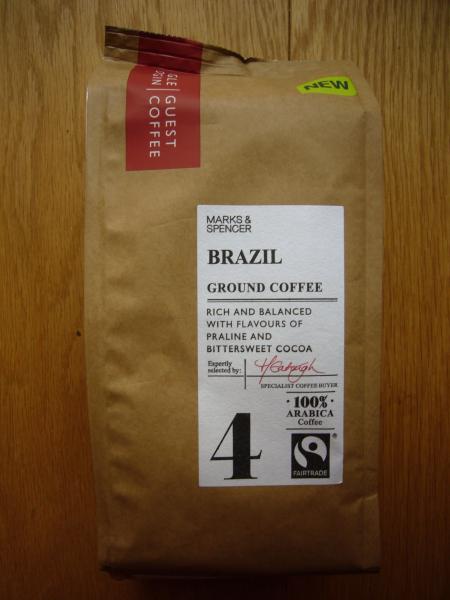 GUEST
COFFEE
NEW
MARKS &
SPENCER
BRAZIL
GROUND COFFEE
RICH AND BALANCED
WITH FLAVOURS OF
PRALINE AND
BITTERSWEET COCOA
Expertly
selected by:
SPECIALIST COFFEE BUYER
4
· 100% ·
ARABICA
Coffee
FAIRTRADE